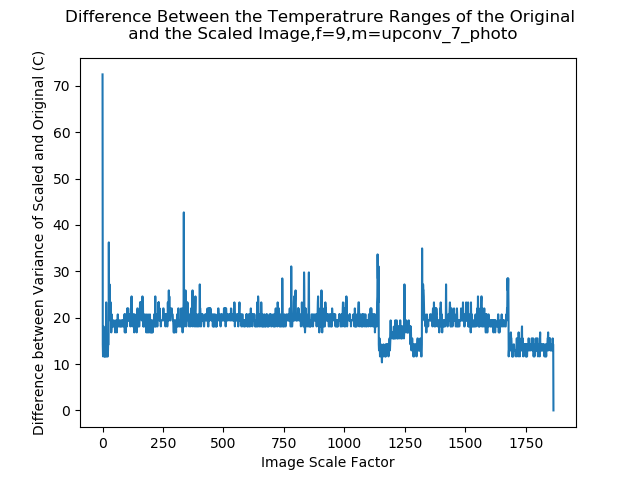 Difference Between the Temperatrure Ranges of the Original
and the Scaled Image,f=9,m=upconv_7_photo
Difference between Variance of Scaled and Original (C)
70
60
50
40
30
20
10
0
0 250 500 750 1000 1250 1500 1750
Image Scale Factor